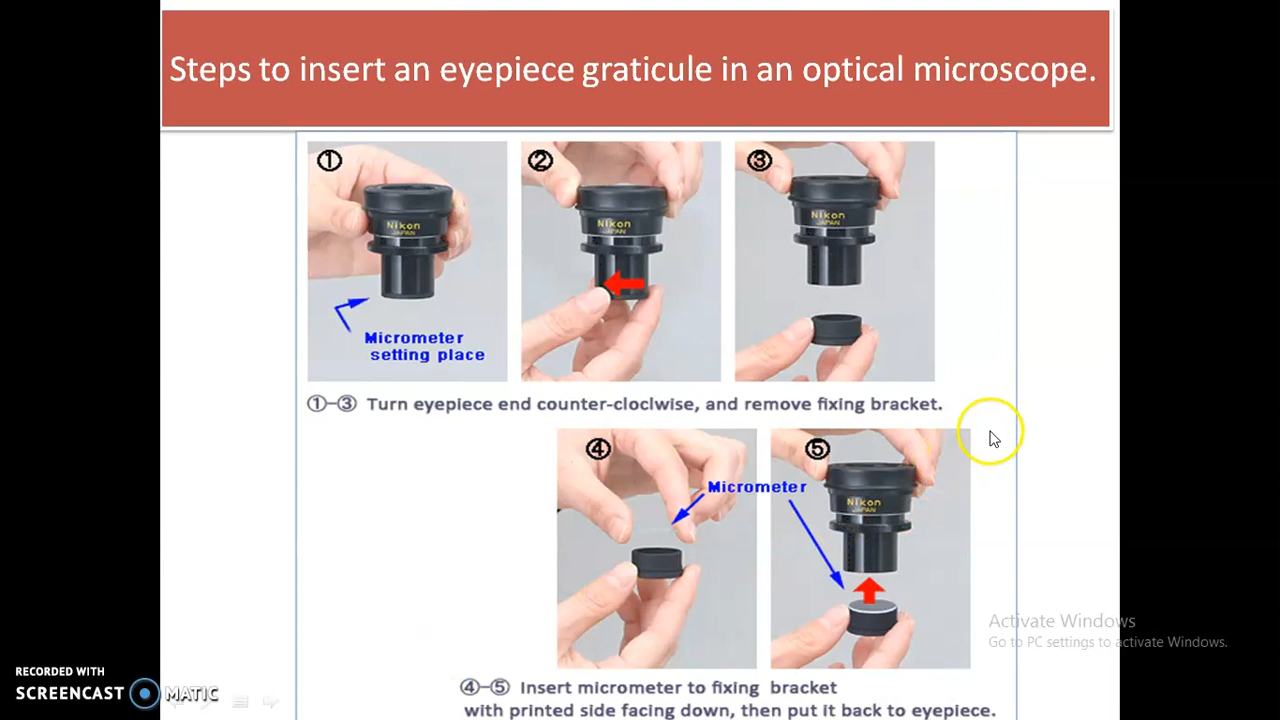 Steps to insert an eyepiece graticule in an optical microscope.
① ② ③
Nikon
JAPAN
Nikon
JAPAN
Nikon
JAPAN
Micrometer
setting place
①–③ Turn eyepiece end counter-cloclwise, and remove fixing bracket.
④ ⑤
Micrometer
Nikon
JAPAN
Activate Windows
Go to PC settings to activate Windows.
RECORDED WITH
SCREENCAST MATIC
④–⑤ Insert micrometer to fixing bracket
with printed side facing down, then put it back to eyepiece.